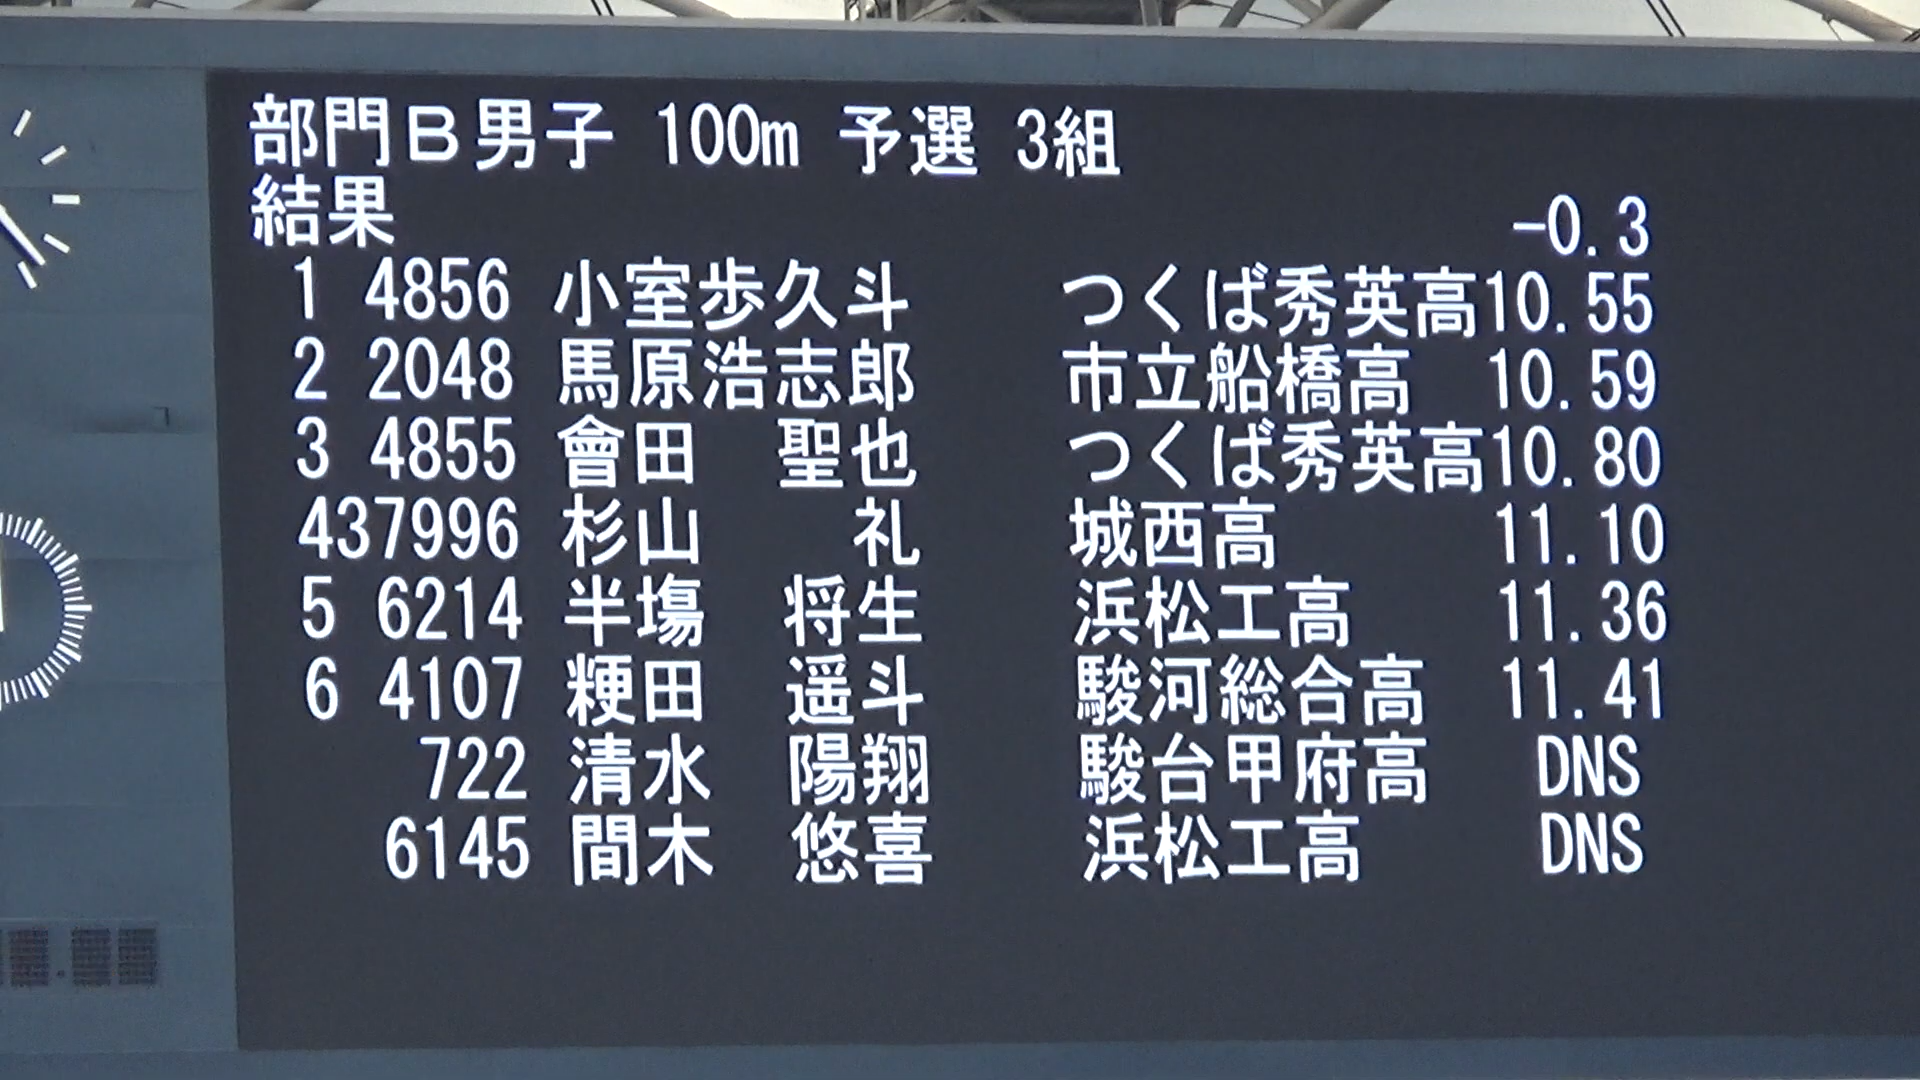 部門B男子 100m 予選 3組
結果 -0.3
1 4856 小室歩久斗 つくば秀英高10.55
2 2048 馬原浩志郎 市立船橋高 10.59
3 4855 會田 聖也 つくば秀英高10.80
437996 杉山 礼 城西高 11.10
5 6214 半塲 将生 浜松工高 11.36
6 4107 粳田 遥斗 駿河総合高 11.41
722 清水 陽翔 駿台甲府高 DNS
6145 間木 悠喜 浜松工高 DNS